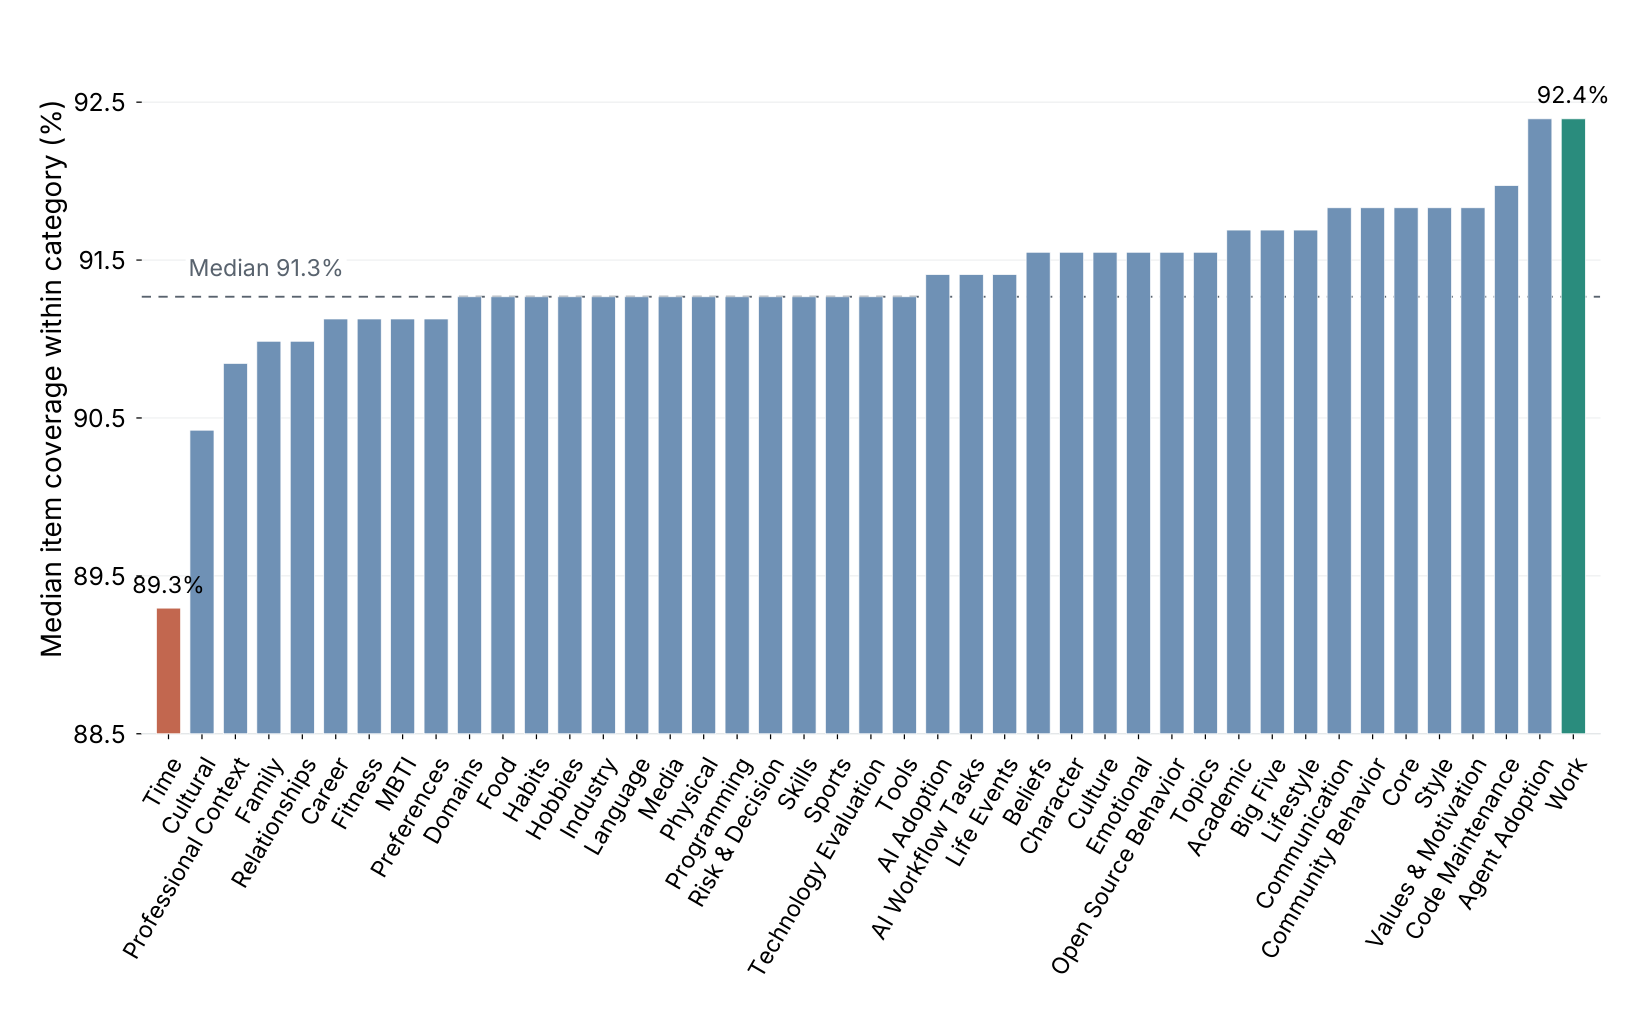 92.4%
92.5
91.5
90.5
89.5
88.5
Median item coverage within category (%)
Median 91.3%
89.3%
Time
Cultural
Professional Context
Family
Relationships
Career
Fitness
MBTI
Preferences
Domains
Food
Habits
Hobbies
Industry
Language
Media
Physical
Programming
Risk & Decision
Skills
Sports
Technology Evaluation
Tools
AI Adoption
AI Workflow Tasks
Life Events
Beliefs
Character
Culture
Emotional
Open Source Behavior
Topics
Academic
Big Five
Lifestyle
Communication
Community Behavior
Core
Style
Values & Motivation
Code Maintenance
Agent Adoption
Work